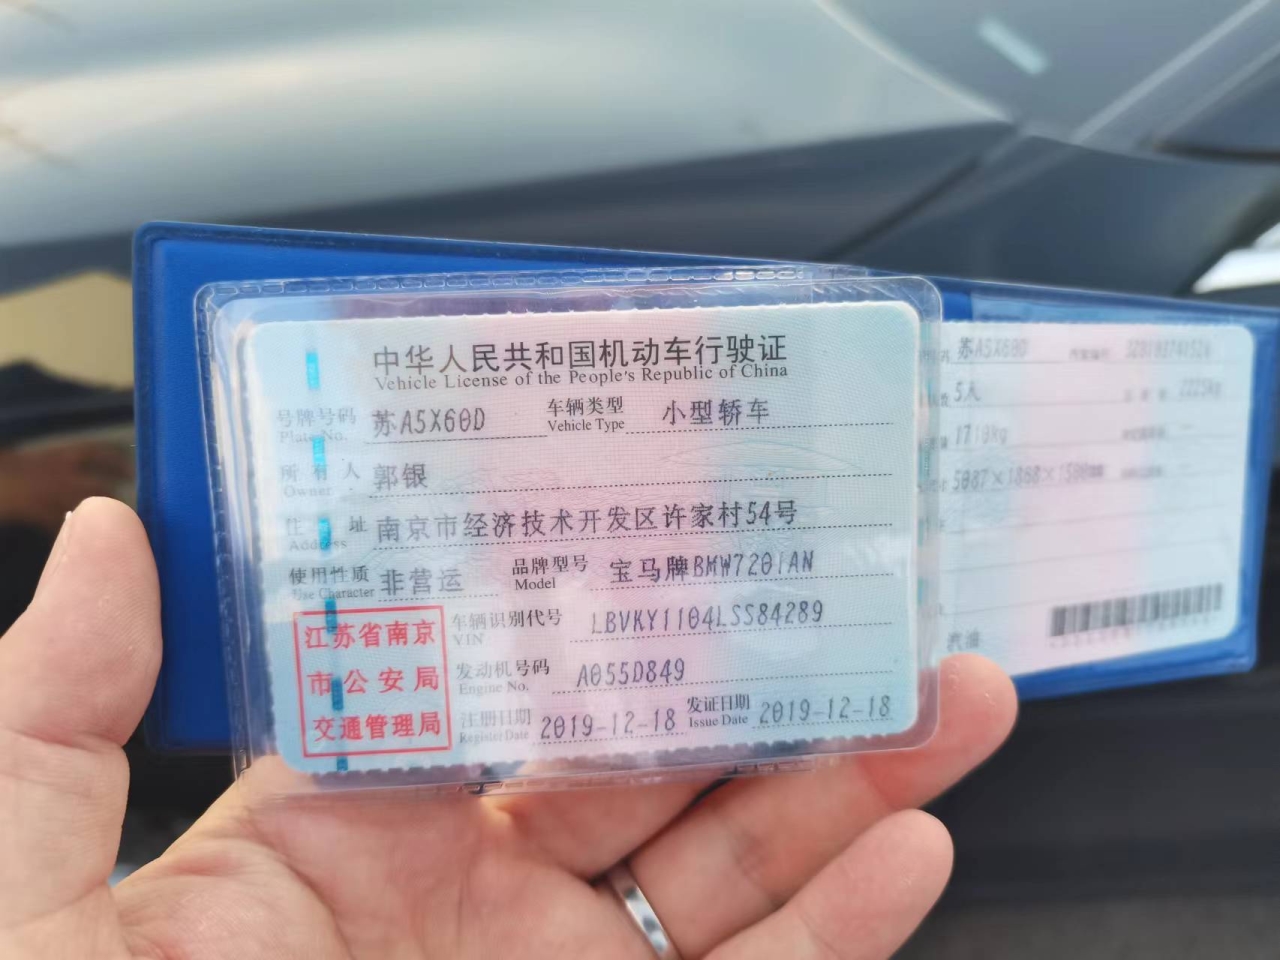 中华人民共和国机动车行驶证
Vehicle License of the People's Republic of China
号牌号码 苏A5X60D 车辆类型 小型轿车
Plate No. Vehicle Type
所有人 郭银
Owner
住址 南京市经济技术开发区许家村54号
Address
使用性质 非营运 品牌型号 宝马牌BMW7201AN
Use Character Model
江苏省南京
市公安局
交通管理局
车辆识别代号 LBVKY1104LSS84289
VIN
发动机号码 A055D849
Engine No.
注册日期 2019-12-18 发证日期 2019-12-18
Register Date Issue Date
苏A5X60D
5人
1710kg
汽油